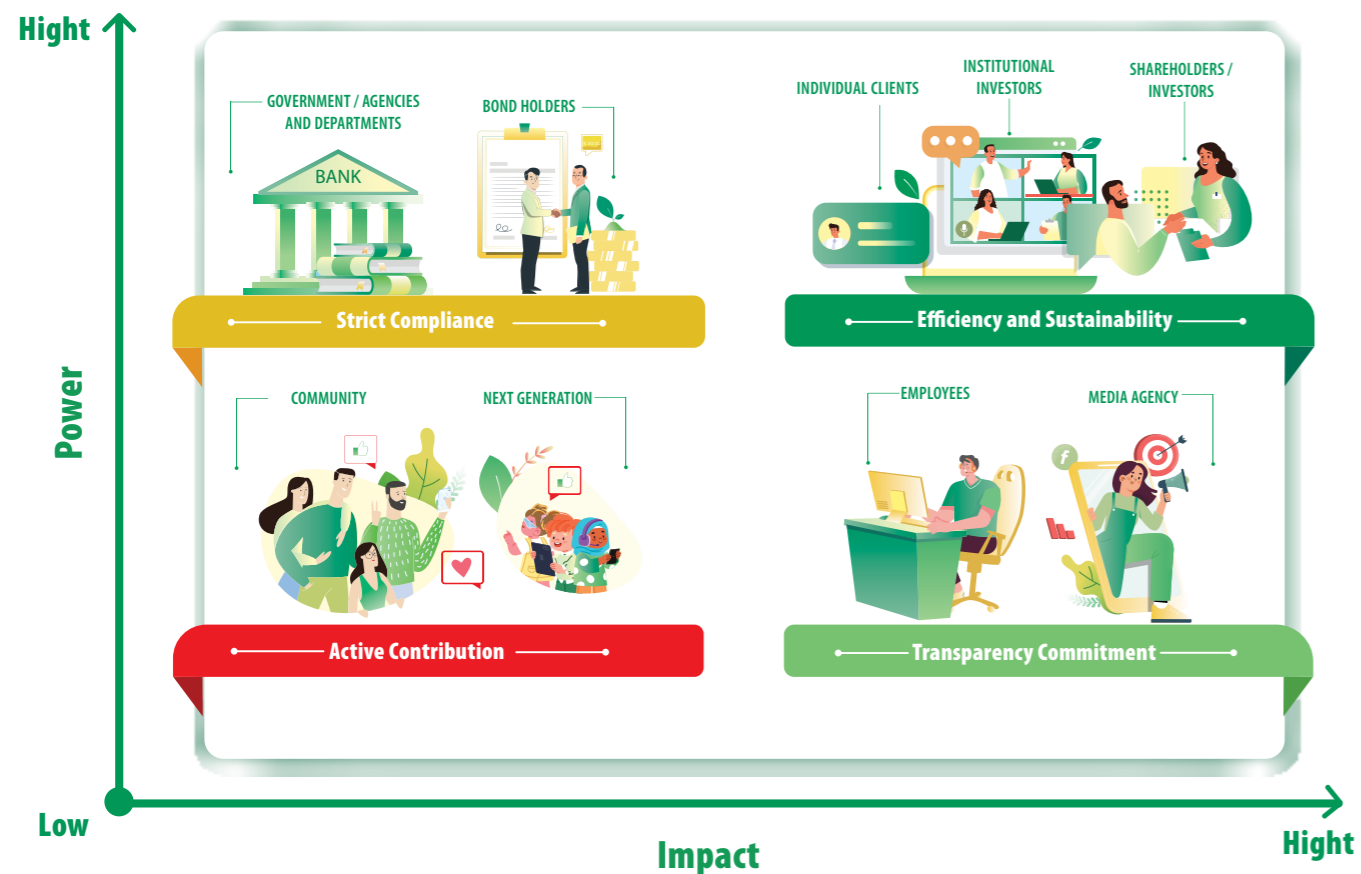 Hight
GOVERNMENT / AGENCIES
AND DEPARTMENTS
BOND HOLDERS
INDIVIDUAL CLIENTS
INSTITUTIONAL
INVESTORS
SHAREHOLDERS /
INVESTORS
BANK
Strict Compliance
Efficiency and Sustainability
Power
COMMUNITY
NEXT GENERATION
EMPLOYEES
MEDIA AGENCY
f
Active Contribution
Transparency Commitment
Low
Impact
Hight